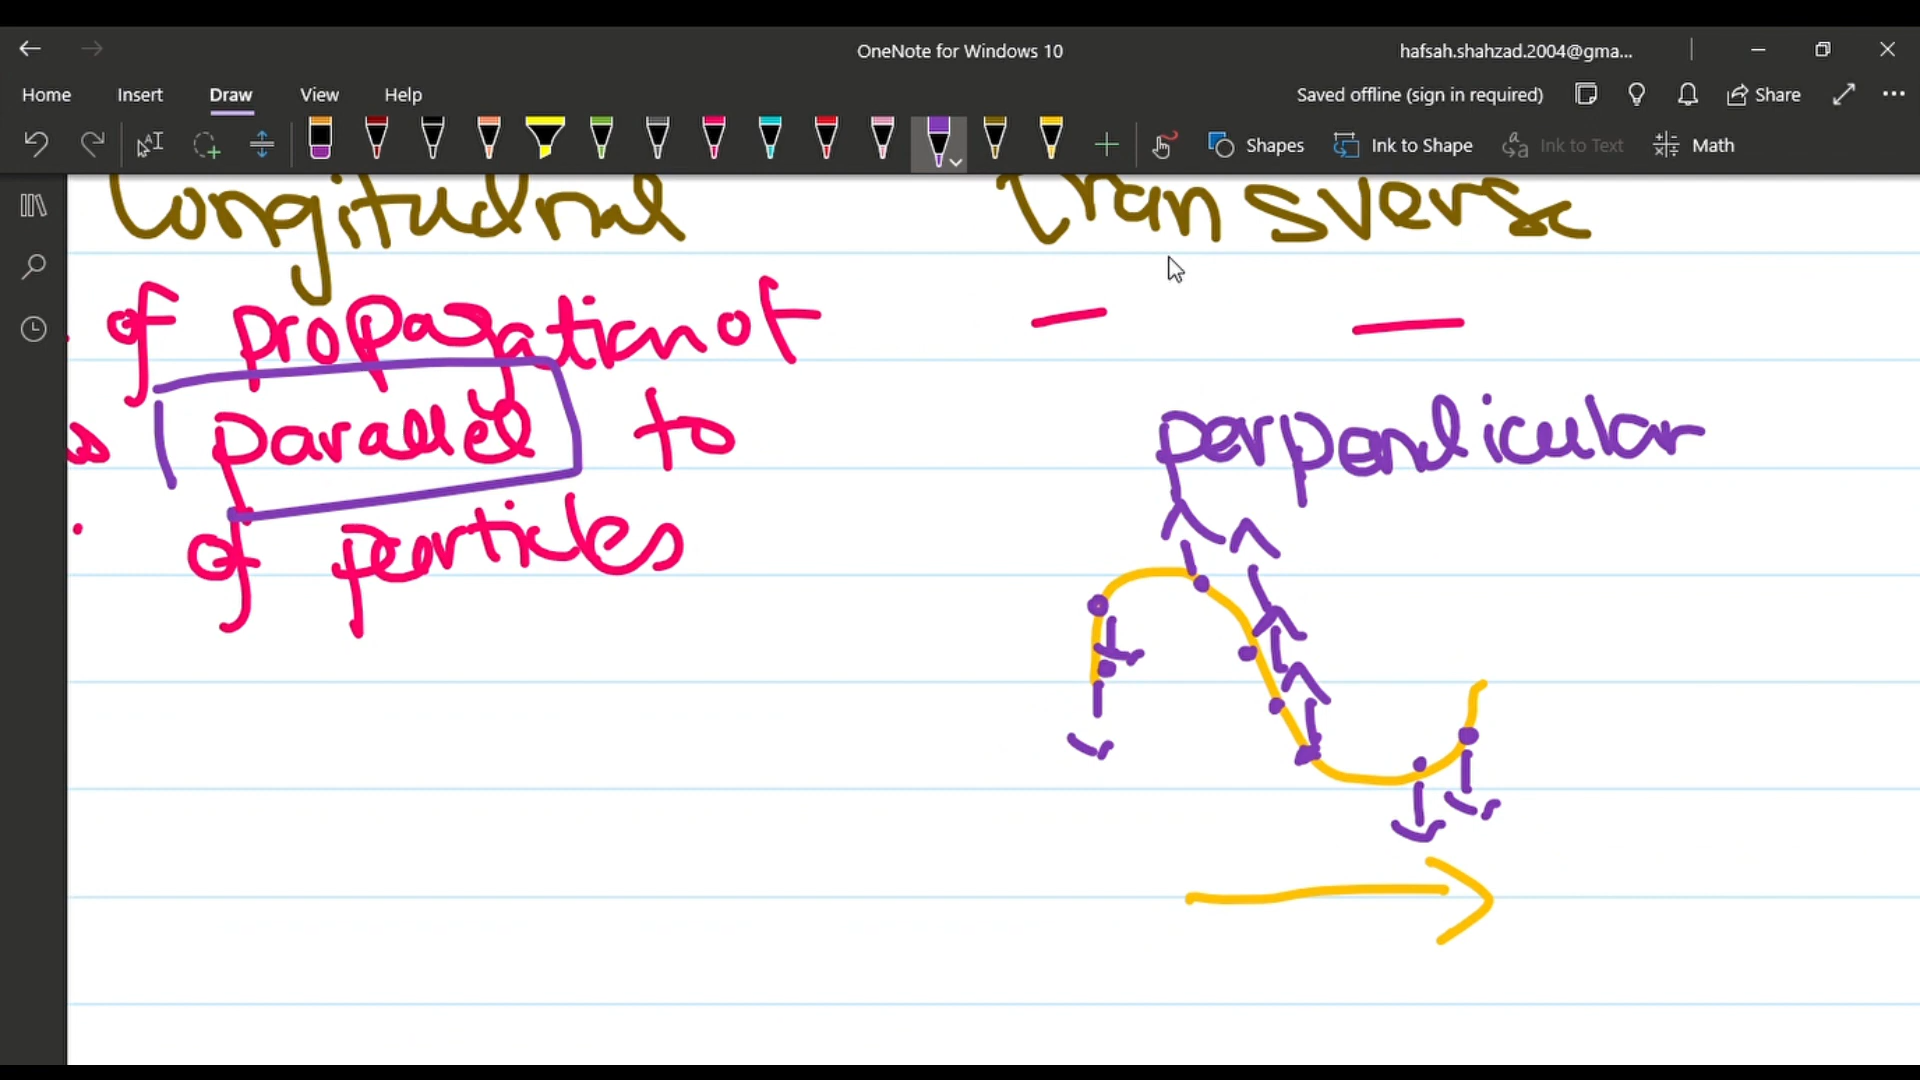 OneNote for Windows 10
hafsah.shahzad.2004@gma...
Home Insert Draw View Help
Saved offline (sign in required)
Share
Shapes
Ink to Shape
Ink to Text
Math
Longitudnal
transverse
of propagation of
parallel to
of particles
perpendicular